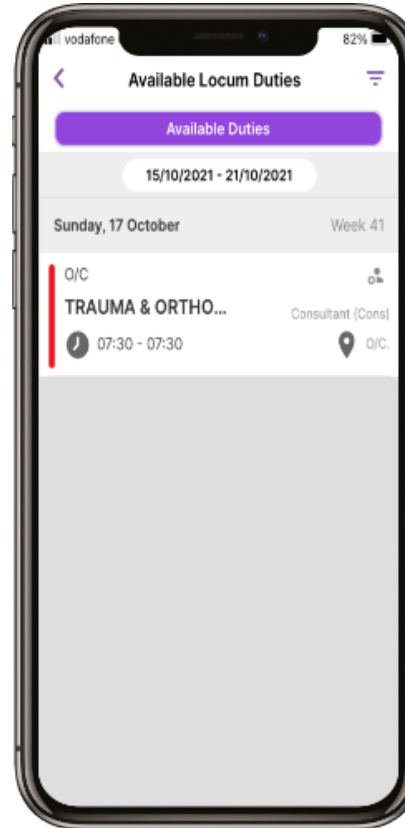 vodafone 82%
Available Locum Duties
Available Duties
15/10/2021 - 21/10/2021
Sunday, 17 October Week 41
O/C
TRAUMA & ORTHO... Consultant (Cons)
07:30 - 07:30 O/C.